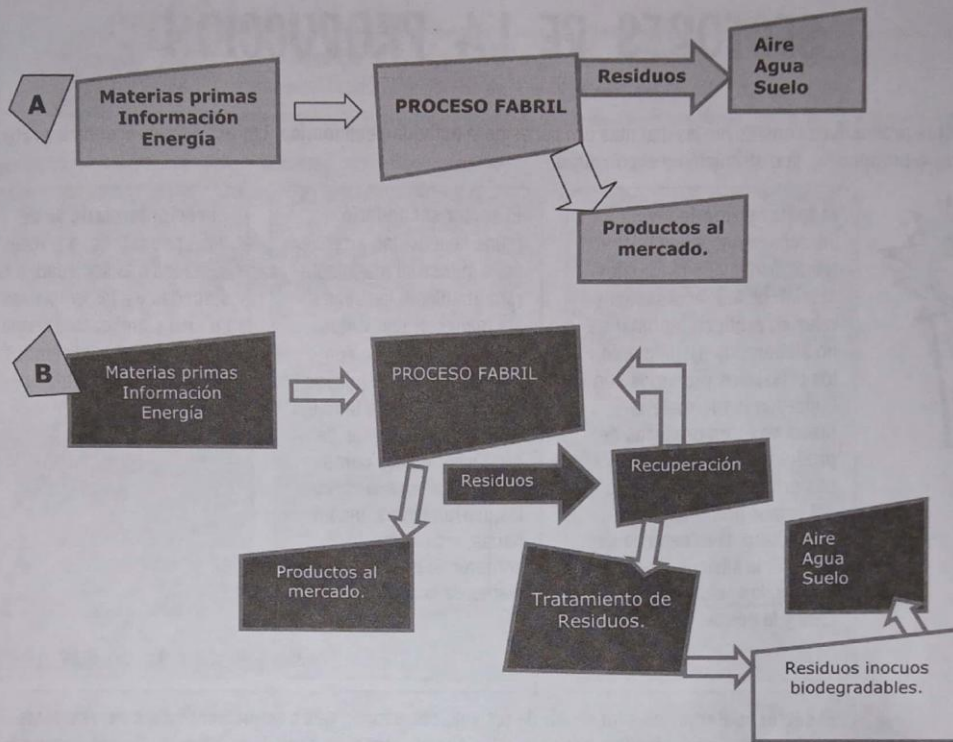 A
Materias primas
Información
Energía
PROCESO FABRIL
Residuos
Aire
Agua
Suelo
Productos al
mercado.
B
Materias primas
Información
Energía
PROCESO FABRIL
Residuos
Recuperación
Productos al
mercado.
Tratamiento de
Residuos.
Aire
Agua
Suelo
Residuos inocuos
biodegradables.